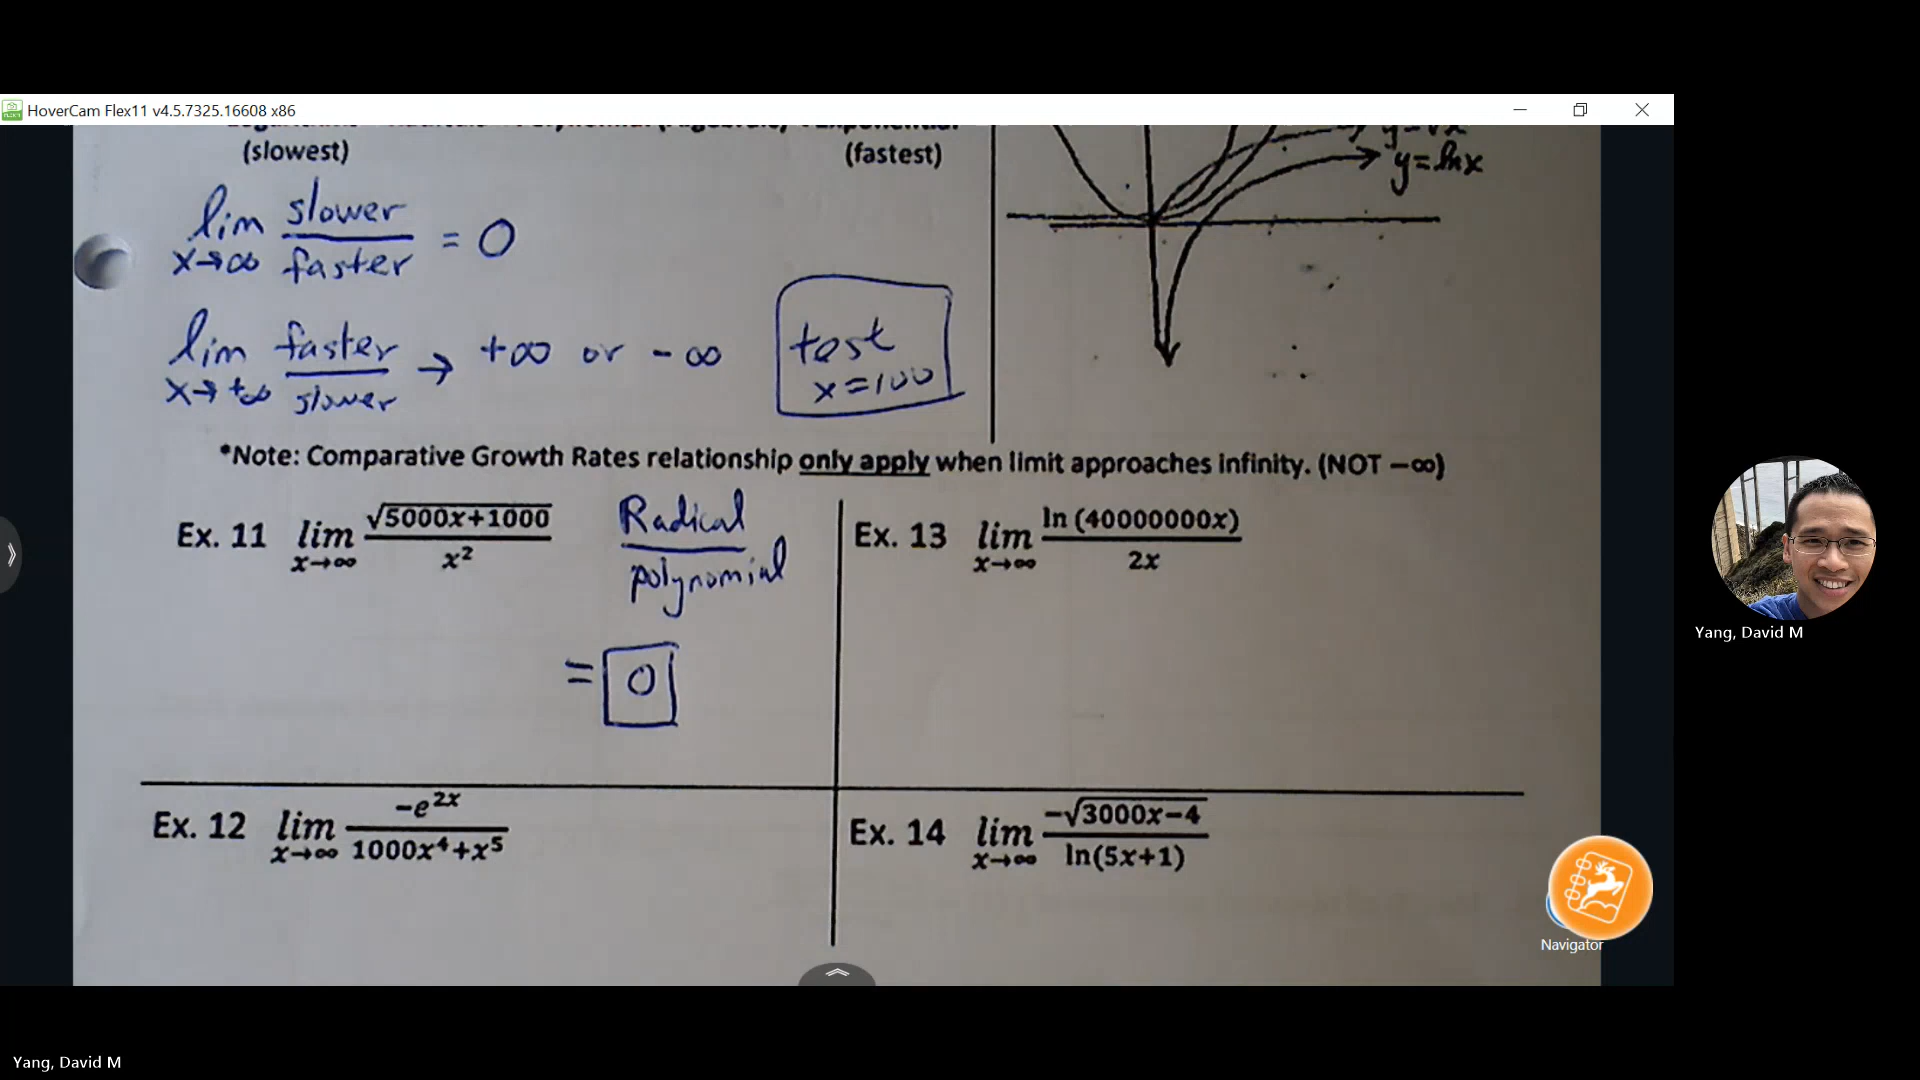 HoverCam Flex11 v4.5.7325.16608 x86
(slowest) (fastest)
y=√x
y=lnx
lim x→∞ slower/faster = 0
lim x→+∞ faster/slower → +∞ or -∞
test
x=100
*Note: Comparative Growth Rates relationship only apply when limit approaches infinity. (NOT −∞)
Ex. 11 lim x→∞ √5000x+1000 / x²
Radical
polynomial
= 0
Ex. 13 lim x→∞ ln (40000000x) / 2x
Ex. 12 lim x→∞ −e^2x / 1000x⁴+x⁵
Ex. 14 lim x→∞ −√3000x−4 / ln(5x+1)
Navigator
Yang, David M
Yang, David M